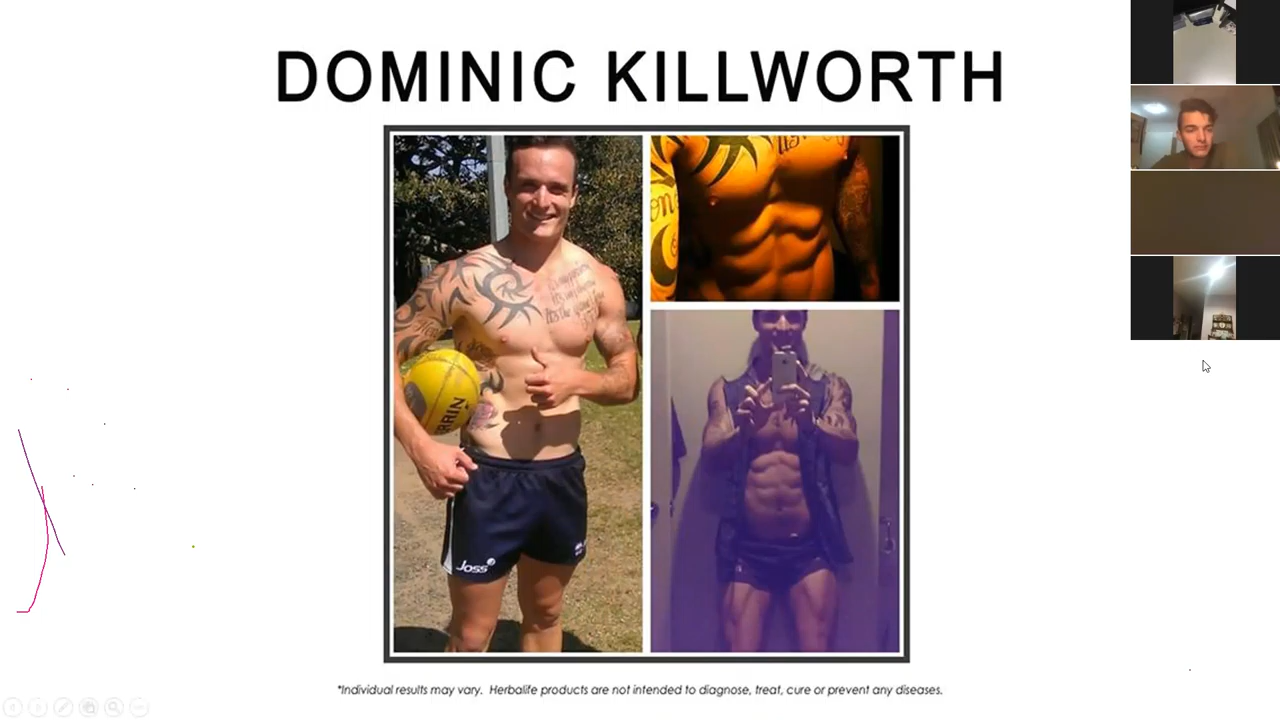 DOMINIC KILLWORTH
RRIN
Joss
*Individual results may vary. Herbalife products are not intended to diagnose, treat, cure or prevent any diseases.